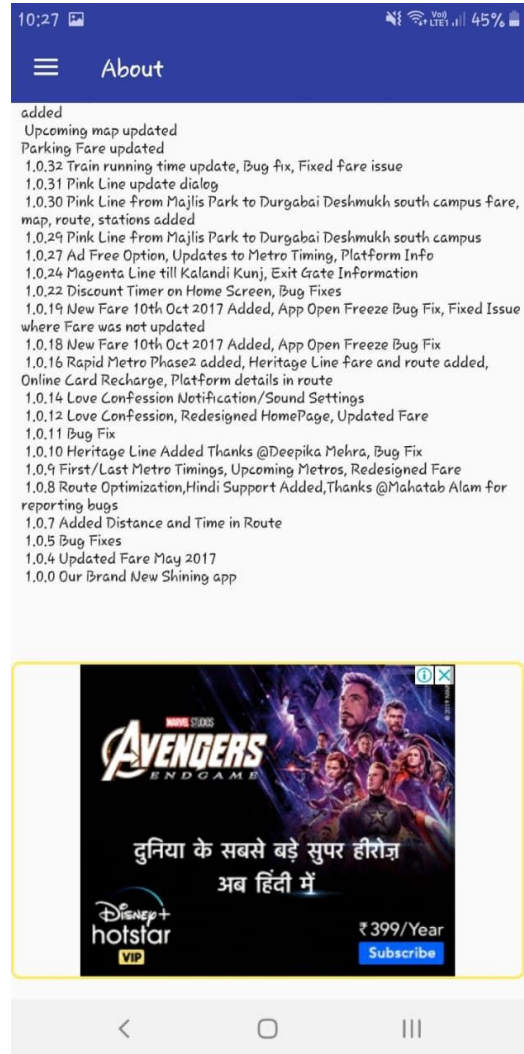 10:27
Vo))
LTE1
45%
About
added
Upcoming map updated
Parking Fare updated
1.0.32 Train running time update, Bug fix, Fixed fare issue
1.0.31 Pink Line update dialog
1.0.30 Pink Line from Majlis Park to Durgabai Deshmukh south campus fare,
map, route, stations added
1.0.29 Pink Line from Majlis Park to Durgabai Deshmukh south campus
1.0.27 Ad Free Option, Updates to Metro Timing, Platform Info
1.0.24 Magenta Line till Kalandi Kunj, Exit Gate Information
1.0.22 Discount Timer on Home Screen, Bug Fixes
1.0.19 New Fare 10th Oct 2017 Added, App Open Freeze Bug Fix, Fixed Issue
where Fare was not updated
1.0.18 New Fare 10th Oct 2017 Added, App Open Freeze Bug Fix
1.0.16 Rapid Metro Phase2 added, Heritage Line fare and route added,
Online Card Recharge, Platform details in route
1.0.14 Love Confession Notification/Sound Settings
1.0.12 Love Confession, Redesigned HomePage, Updated Fare
1.0.11 Bug Fix
1.0.10 Heritage Line Added Thanks @Deepika Mehra, Bug Fix
1.0.9 First/Last Metro Timings, Upcoming Metros, Redesigned Fare
1.0.8 Route Optimization,Hindi Support Added,Thanks @Mahatab Alam for
reporting bugs
1.0.7 Added Distance and Time in Route
1.0.5 Bug Fixes
1.0.4 Updated Fare May 2017
1.0.0 Our Brand New Shining app
MARVEL STUDIOS
AVENGERS
ENDGAME
दुनिया के सबसे बड़े सुपर हीरोज़
अब हिंदी में
Disney+
hotstar
VIP
₹399/Year
Subscribe